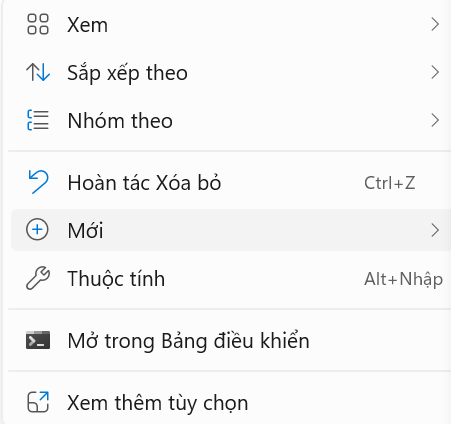 Xem
Sắp xếp theo
Nhóm theo
Hoàn tác Xóa bỏ Ctrl+Z
Mới
Thuộc tính Alt+Nhập
Mở trong Bảng điều khiển
Xem thêm tùy chọn